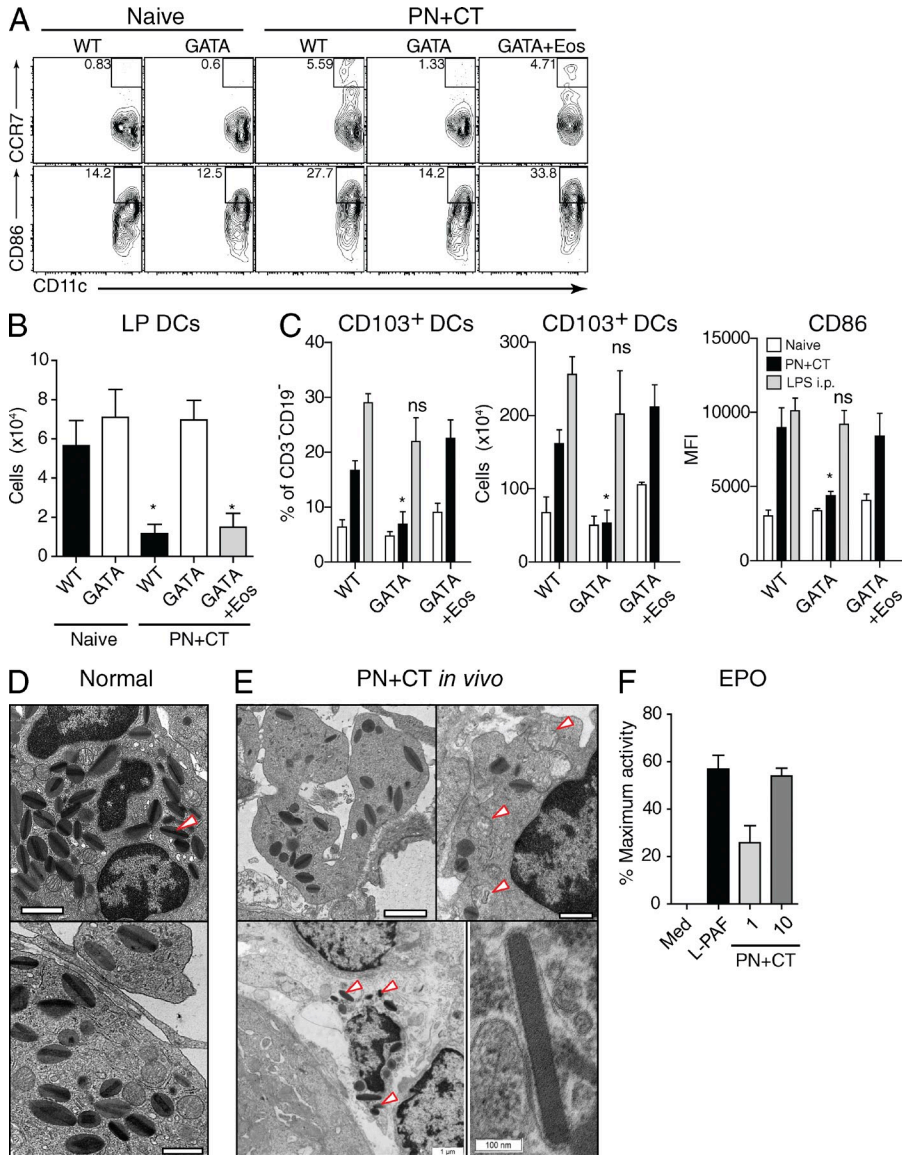 A
Naive
PN+CT
WT
GATA
WT
GATA
GATA+Eos
0.83
0.6
5.59
1.33
4.71
CCR7
14.2
12.5
27.7
14.2
33.8
CD86
CD11c
B
LP DCs
Cells (x10⁴)
10
8
6
4
2
0
*
*
WT
GATA
WT
GATA
GATA
+Eos
Naive
PN+CT
C
CD103⁺ DCs
% of CD3⁻CD19⁻
40
30
20
10
0
ns
*
WT
GATA
GATA
+Eos
CD103⁺ DCs
Cells (x10⁴)
300
200
100
0
ns
*
WT
GATA
GATA
+Eos
CD86
MFI
15000
10000
5000
0
Naive
PN+CT
LPS i.p.
ns
*
WT
GATA
GATA
+Eos
D
Normal
E
PN+CT in vivo
1 µm
100 nm
F
EPO
% Maximum activity
80
60
40
20
0
Med
L-PAF
1
10
PN+CT